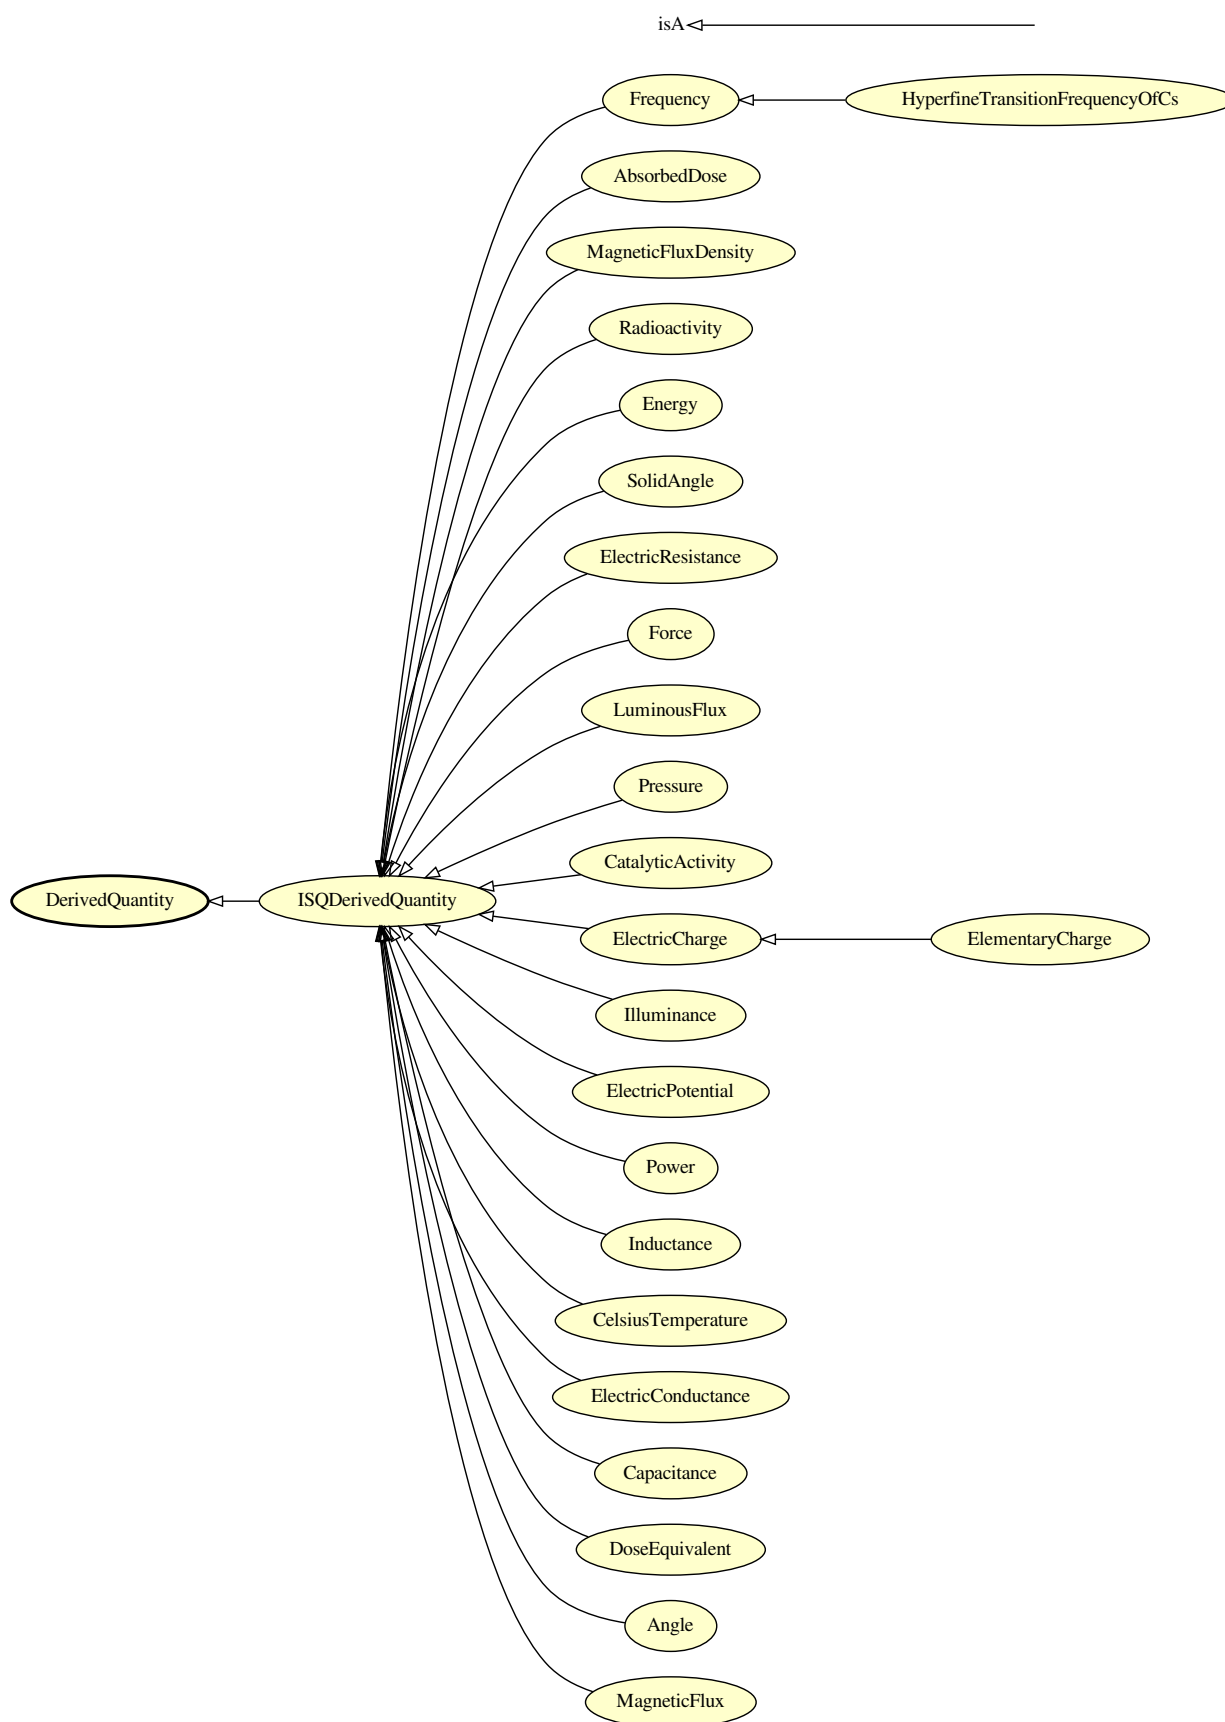 isA
Frequency
HyperfineTransitionFrequencyOfCs
AbsorbedDose
MagneticFluxDensity
Radioactivity
Energy
SolidAngle
ElectricResistance
Force
LuminousFlux
Pressure
CatalyticActivity
DerivedQuantity
ISQDerivedQuantity
ElectricCharge
ElementaryCharge
Illuminance
ElectricPotential
Power
Inductance
CelsiusTemperature
ElectricConductance
Capacitance
DoseEquivalent
Angle
MagneticFlux